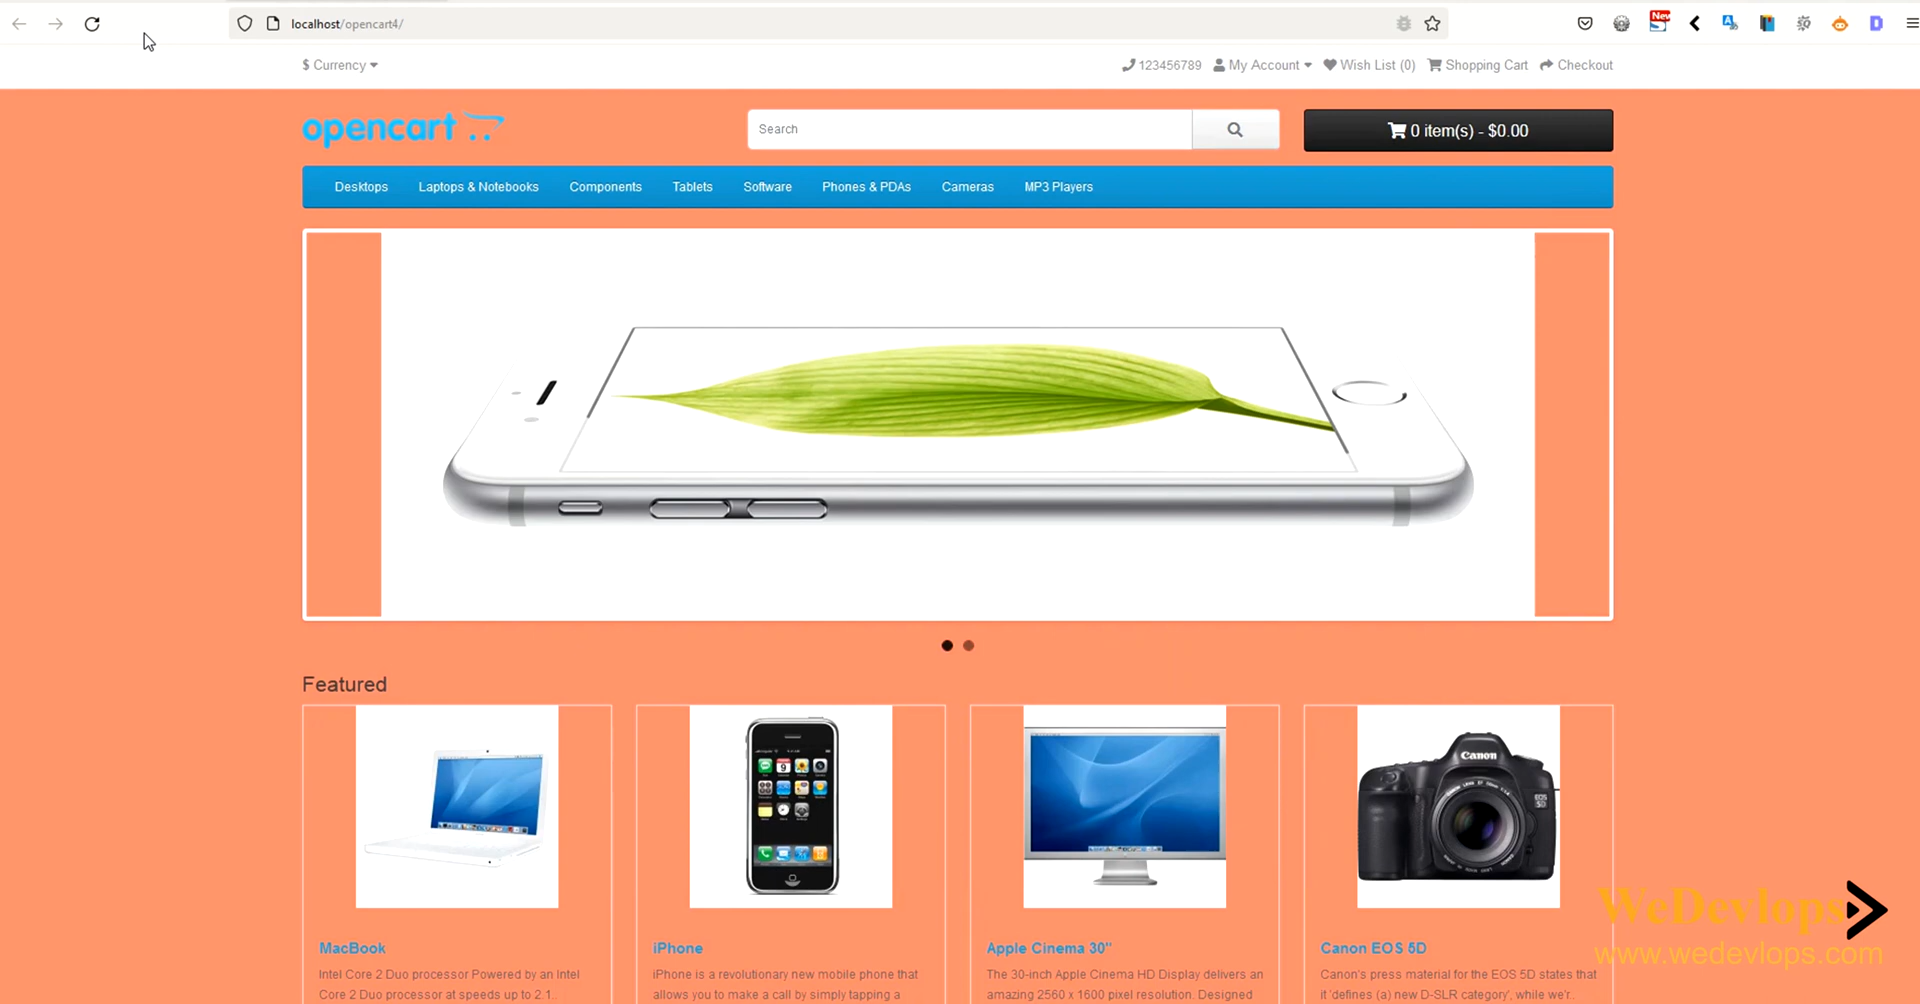 localhost/opencart4/
New
$ Currency
123456789 My Account Wish List (0) Shopping Cart Checkout
opencart
Search
0 item(s) - $0.00
Desktops Laptops & Notebooks Components Tablets Software Phones & PDAs Cameras MP3 Players
Featured
Canon
EOS
5D
MacBook
Intel Core 2 Duo processor Powered by an Intel
Core 2 Duo processor at speeds up to 2.1..
iPhone
iPhone is a revolutionary new mobile phone that
allows you to make a call by simply tapping a
Apple Cinema 30"
The 30-inch Apple Cinema HD Display delivers an
amazing 2560 x 1600 pixel resolution. Designed
Canon EOS 5D
Canon's press material for the EOS 5D states that
it 'defines (a) new D-SLR category', while we'r..
WeDevlops
www.wedevlops.com